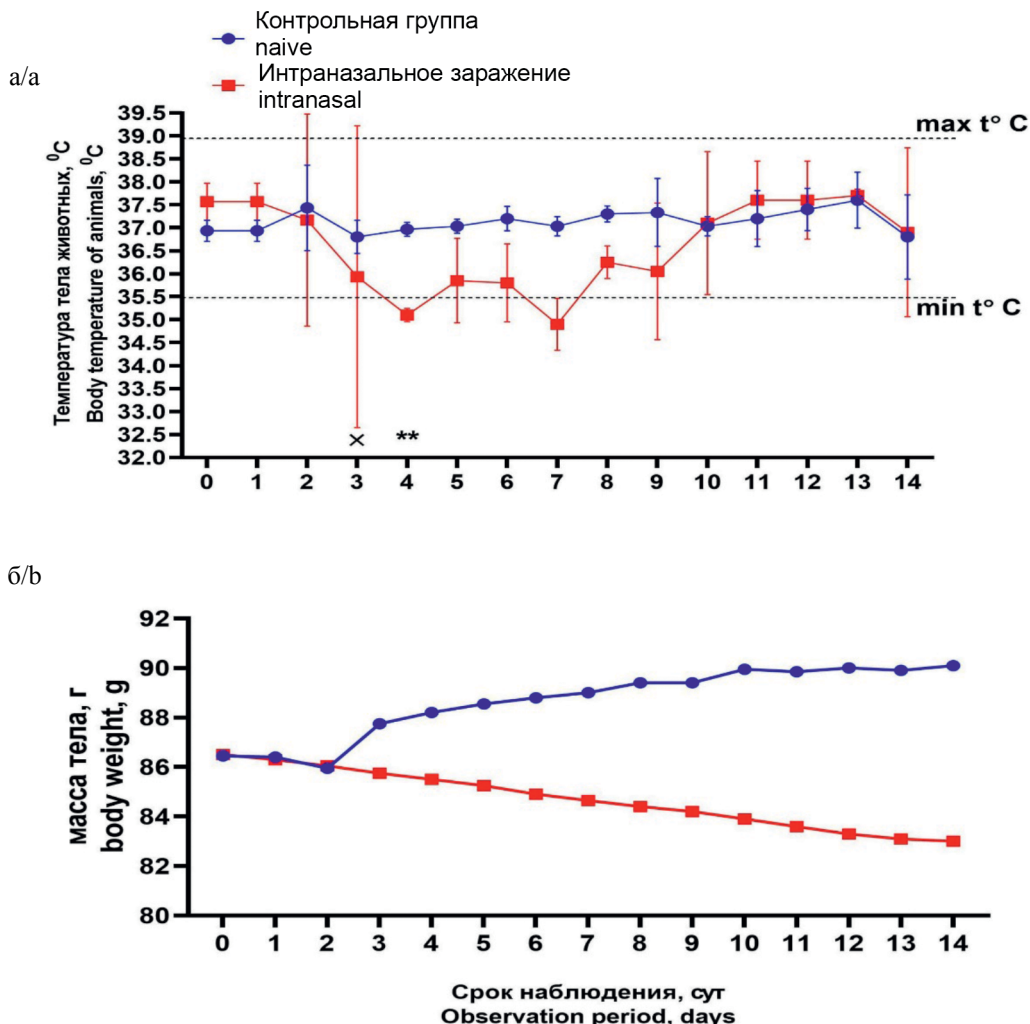 Контрольная группа
naive
Интраназальное заражение
intranasal
а/a
Температура тела животных, ⁰C
Body temperature of animals, ⁰C
39.5
39.0
38.5
38.0
37.5
37.0
36.5
36.0
35.5
35.0
34.5
34.0
33.5
33.0
32.5
32.0
max t° C
min t° C
× **
0 1 2 3 4 5 6 7 8 9 10 11 12 13 14
б/b
масса тела, г
body weight, g
92
90
88
86
84
82
80
0 1 2 3 4 5 6 7 8 9 10 11 12 13 14
Срок наблюдения, сут
Observation period, days